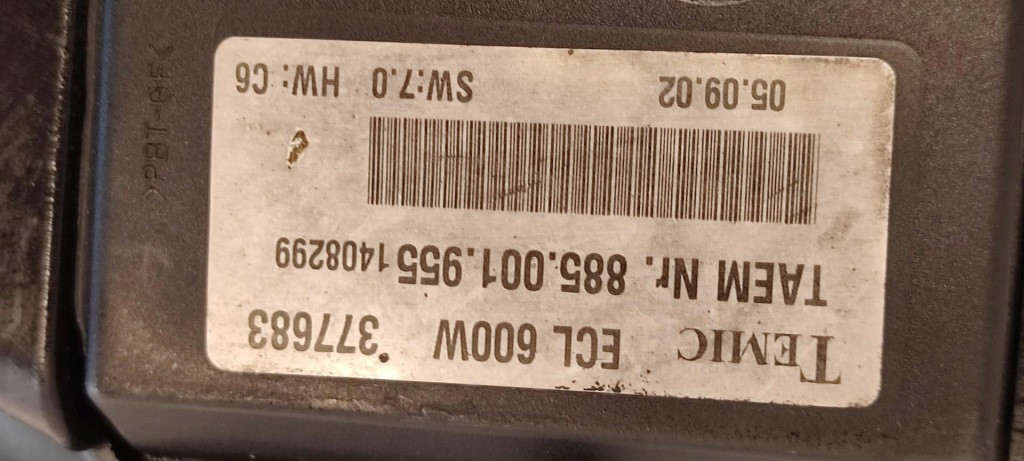 TEMIC ECL 600W 377683
TAEM Nr. 885.001.955 1408299
05.09.02 SW:7.0 HW: C6
>PBT-GFK